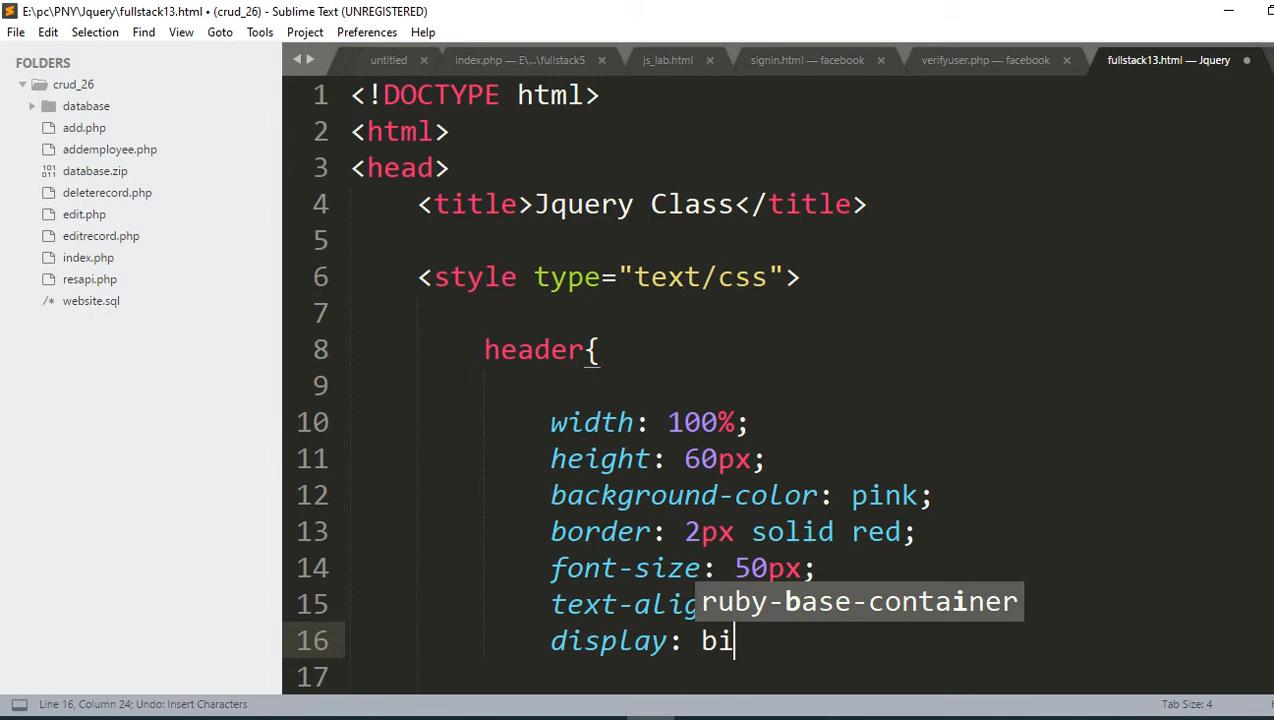 E:\pc\PNY\Jquery\fullstack13.html • (crud_26) - Sublime Text (UNREGISTERED)
File Edit Selection Find View Goto Tools Project Preferences Help
FOLDERS
crud_26
database
add.php
addemployee.php
database.zip
deleterecord.php
edit.php
editrecord.php
index.php
resapi.php
/* website.sql
untitled index.php — E\...\fullstack5 js_lab.html signin.html — facebook verifyuser.php — facebook fullstack13.html — Jquery
1 <!DOCTYPE html>
2 <html>
3 <head>
4 <title>Jquery Class</title>
5
6 <style type="text/css">
7
8 header{
9
10 width: 100%;
11 height: 60px;
12 background-color: pink;
13 border: 2px solid red;
14 font-size: 50px;
15 text-alig
ruby-base-container
16 display: bi
17
Line 16, Column 24; Undo: Insert Characters
Tab Size: 4